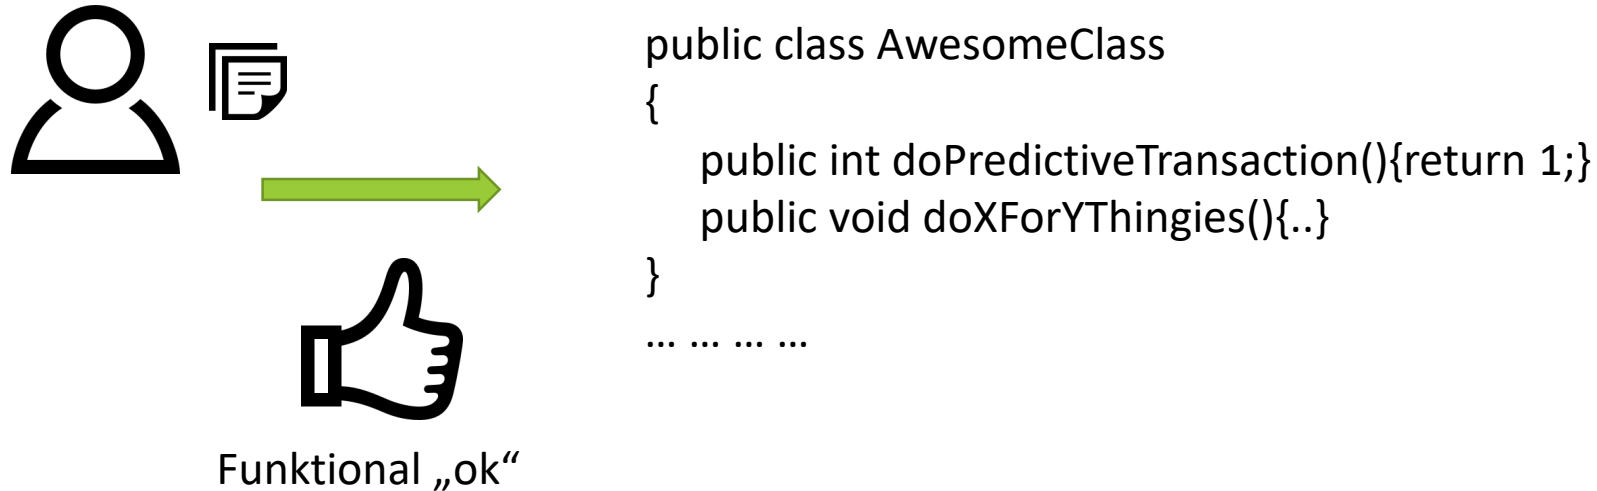 public class AwesomeClass
{
public int doPredictiveTransaction(){return 1;}
public void doXForYThingies(){..}
}
... ... ... ...
Funktional „ok“